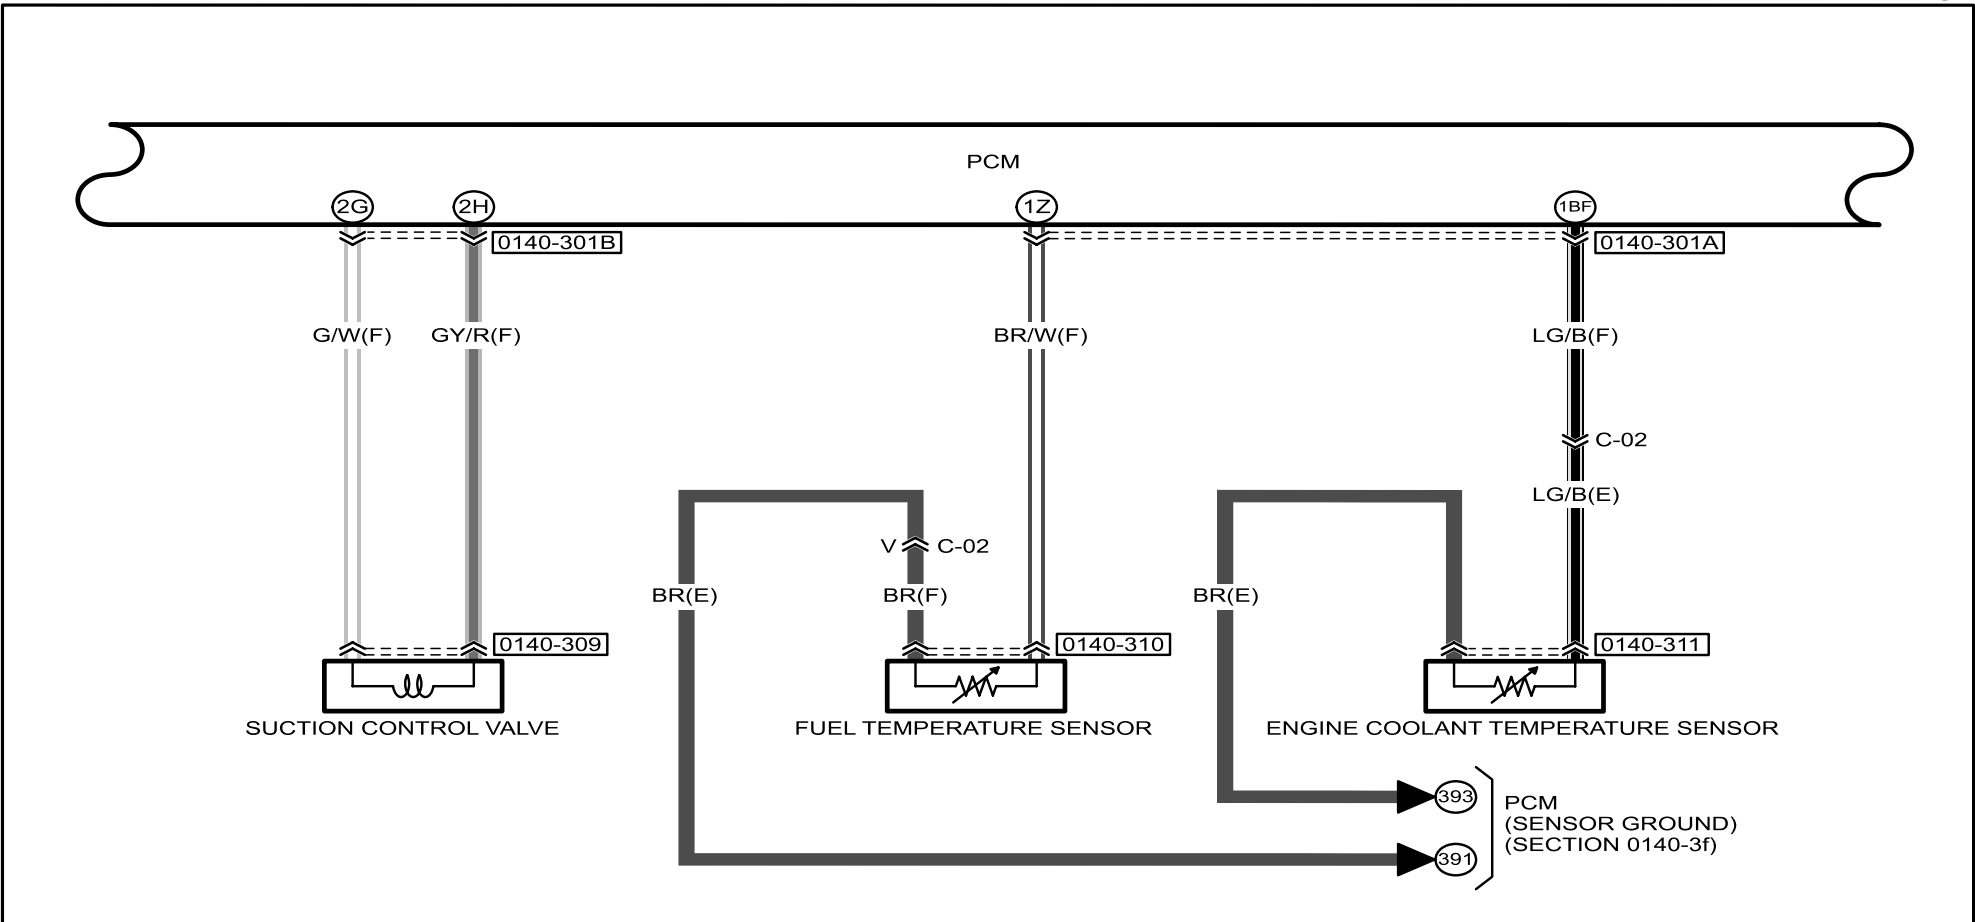 PCM
2G
2H
1Z
1BF
0140-301B
0140-301A
G/W(F)
GY/R(F)
BR/W(F)
LG/B(F)
C-02
LG/B(E)
V
C-02
BR(E)
BR(F)
BR(E)
0140-309
0140-310
0140-311
SUCTION CONTROL VALVE
FUEL TEMPERATURE SENSOR
ENGINE COOLANT TEMPERATURE SENSOR
393
391
PCM
(SENSOR GROUND)
(SECTION 0140-3f)